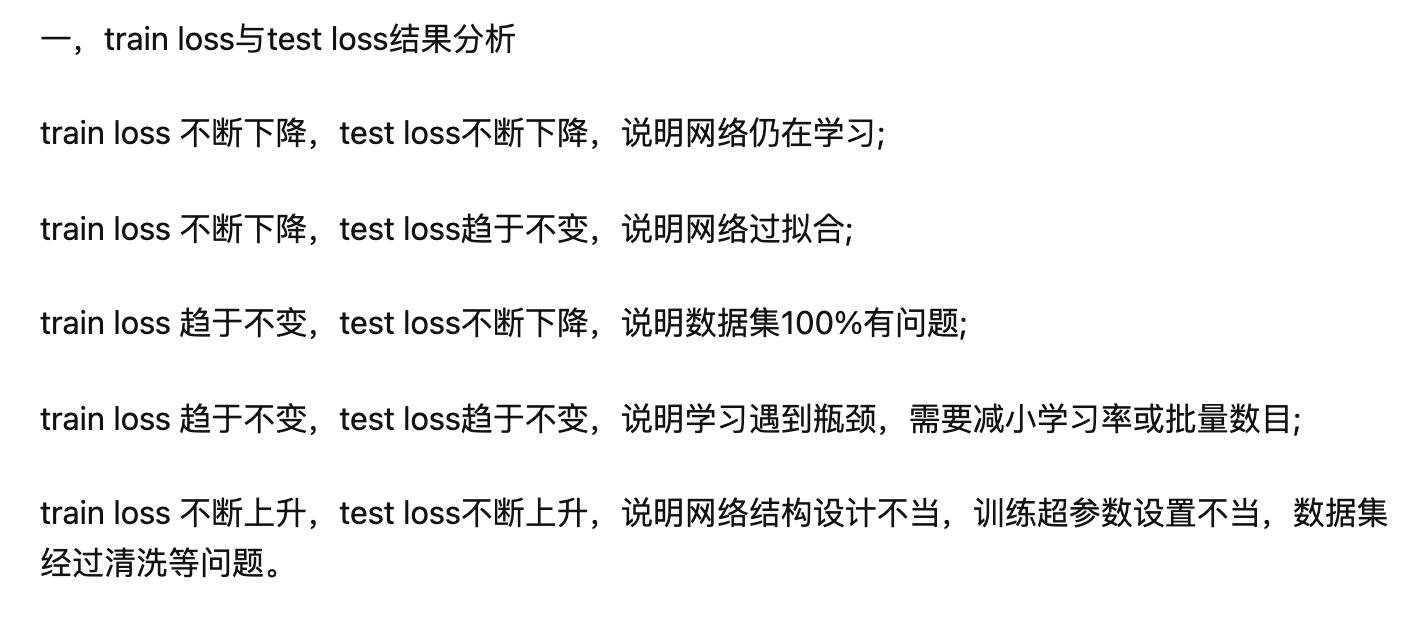 一，train loss与test loss结果分析
train loss 不断下降，test loss不断下降，说明网络仍在学习;
train loss 不断下降，test loss趋于不变，说明网络过拟合;
train loss 趋于不变，test loss不断下降，说明数据集100%有问题;
train loss 趋于不变，test loss趋于不变，说明学习遇到瓶颈，需要减小学习率或批量数目;
train loss 不断上升，test loss不断上升，说明网络结构设计不当，训练超参数设置不当，数据集
经过清洗等问题。